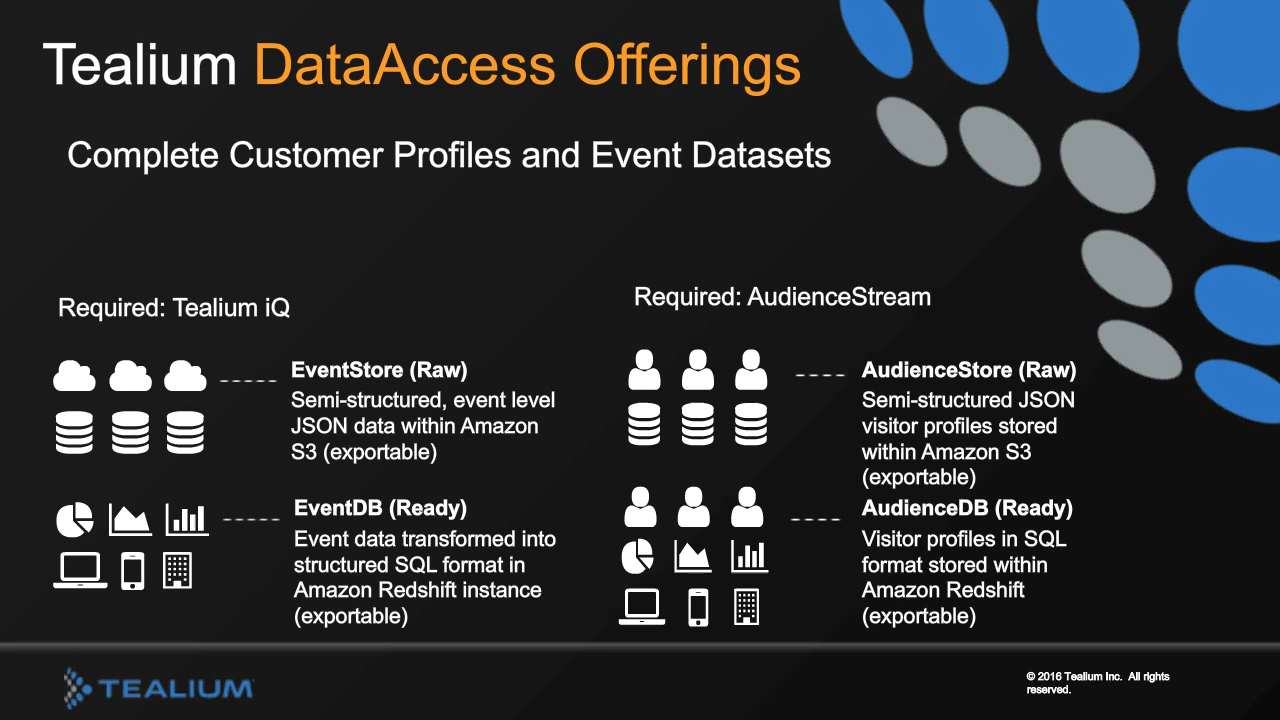 Tealium DataAccess Offerings
Complete Customer Profiles and Event Datasets
Required: Tealium iQ
EventStore (Raw)
Semi-structured, event level
JSON data within Amazon
S3 (exportable)
EventDB (Ready)
Event data transformed into
structured SQL format in
Amazon Redshift instance
(exportable)
Required: AudienceStream
AudienceStore (Raw)
Semi-structured JSON
visitor profiles stored
within Amazon S3
(exportable)
AudienceDB (Ready)
Visitor profiles in SQL
format stored within
Amazon Redshift
(exportable)
TEALIUM
© 2016 Tealium Inc. All rights
reserved.